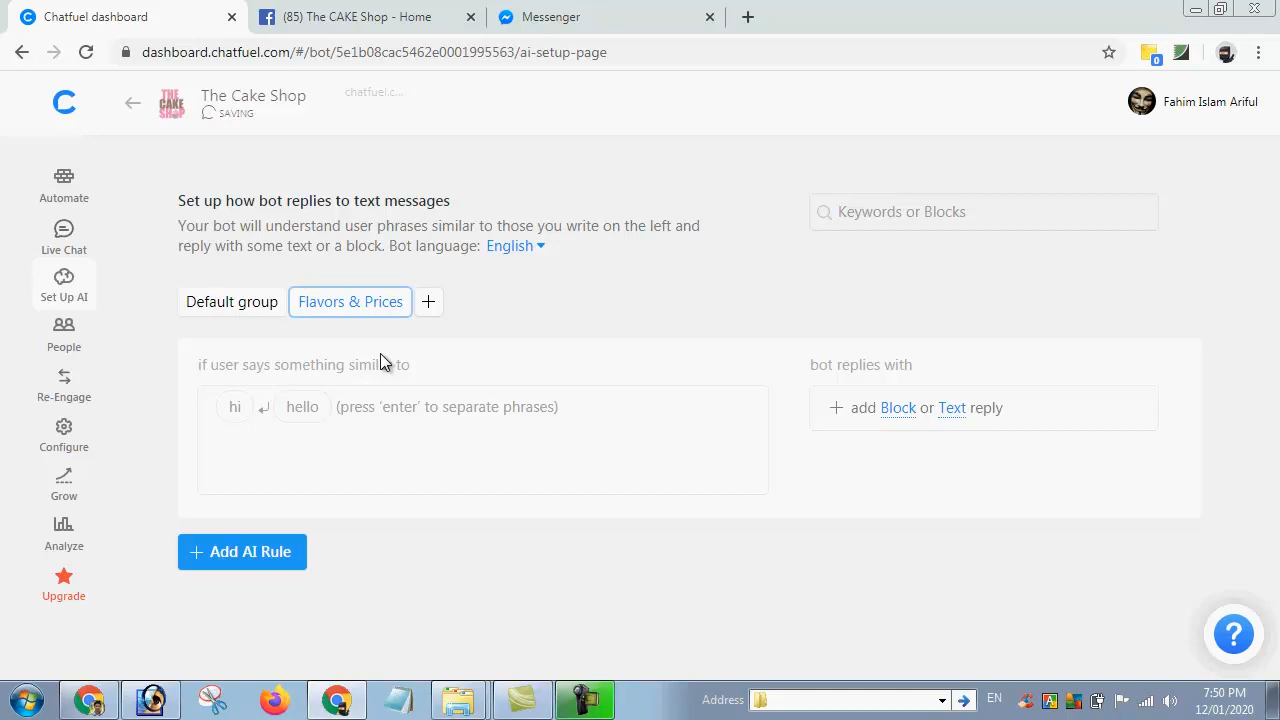 Chatfuel dashboard
(85) The CAKE Shop - Home
Messenger
dashboard.chatfuel.com/#/bot/5e1b08cac5462e0001995563/ai-setup-page
0
THE CAKE SHOP
The Cake Shop
SAVING
chatfuel.c...
Fahim Islam Ariful
Automate
Live Chat
Set Up AI
People
Re-Engage
Configure
Grow
Analyze
Upgrade
Set up how bot replies to text messages
Your bot will understand user phrases similar to those you write on the left and
reply with some text or a block. Bot language: English
Keywords or Blocks
Default group
Flavors & Prices
if user says something similar to
bot replies with
hi hello (press ‘enter’ to separate phrases)
add Block or Text reply
Add AI Rule
?
Address
EN
7:50 PM
12/01/2020